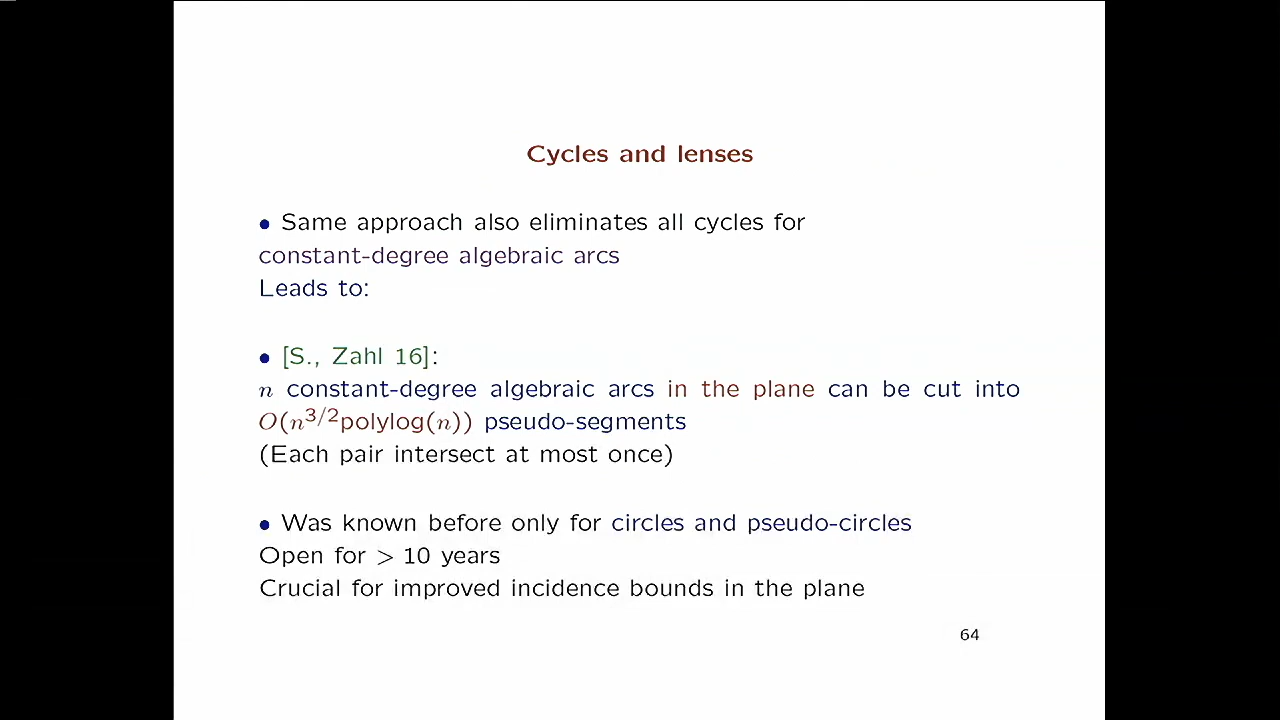 Cycles and lenses
• Same approach also eliminates all cycles for
constant-degree algebraic arcs
Leads to:
• [S., Zahl 16]:
n constant-degree algebraic arcs in the plane can be cut into
O(n^{3/2}polylog(n)) pseudo-segments
(Each pair intersect at most once)
• Was known before only for circles and pseudo-circles
Open for > 10 years
Crucial for improved incidence bounds in the plane
64